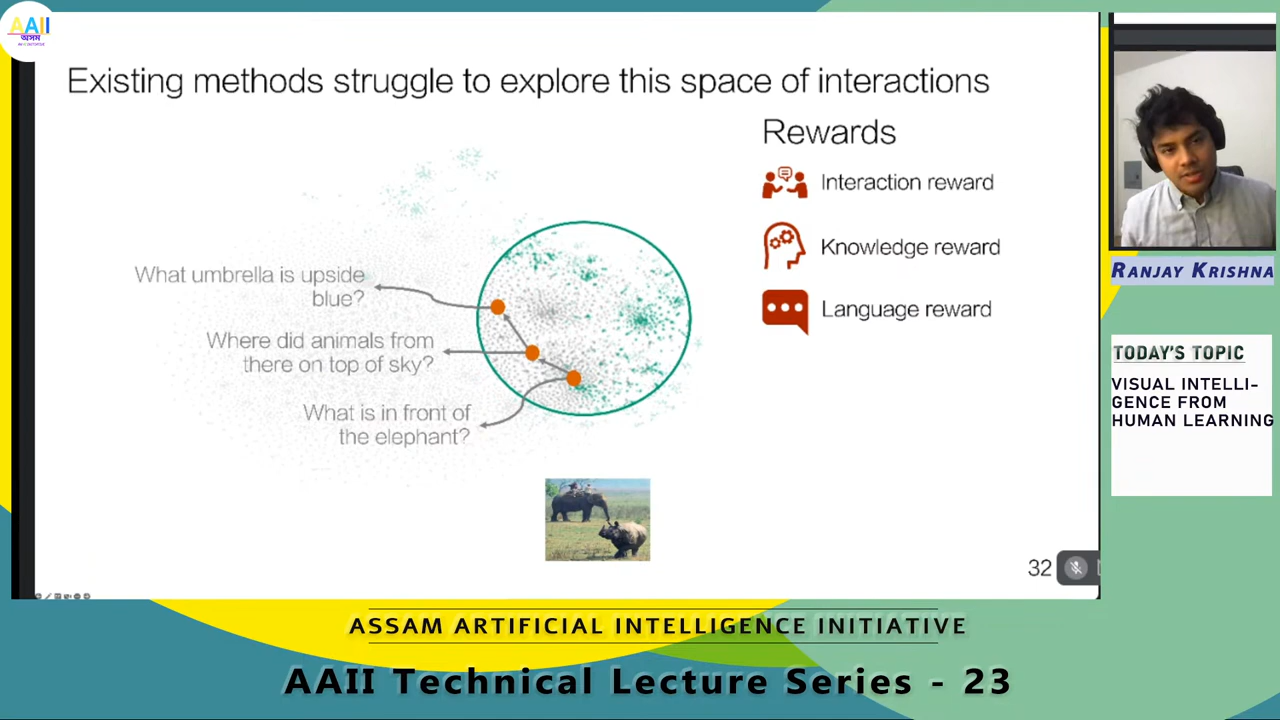 AAII
অসম
Existing methods struggle to explore this space of interactions
Rewards
Interaction reward
Knowledge reward
Language reward
What umbrella is upside
blue?
Where did animals from
there on top of sky?
What is in front of
the elephant?
32
RANJAY KRISHNA
TODAY'S TOPIC
VISUAL INTELLI-
GENCE FROM
HUMAN LEARNING
ASSAM ARTIFICIAL INTELLIGENCE INITIATIVE
AAII Technical Lecture Series - 23